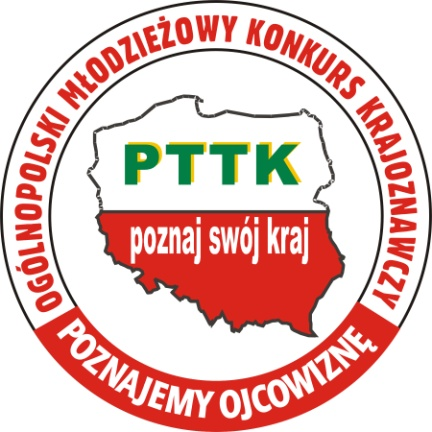 OGÓLNOPOLSKI MŁODZIEŻOWY KONKURS KRAJOZNAWCZY
PTTK
poznaj swój kraj
POZNAJEMY OJCOWIZNĘ